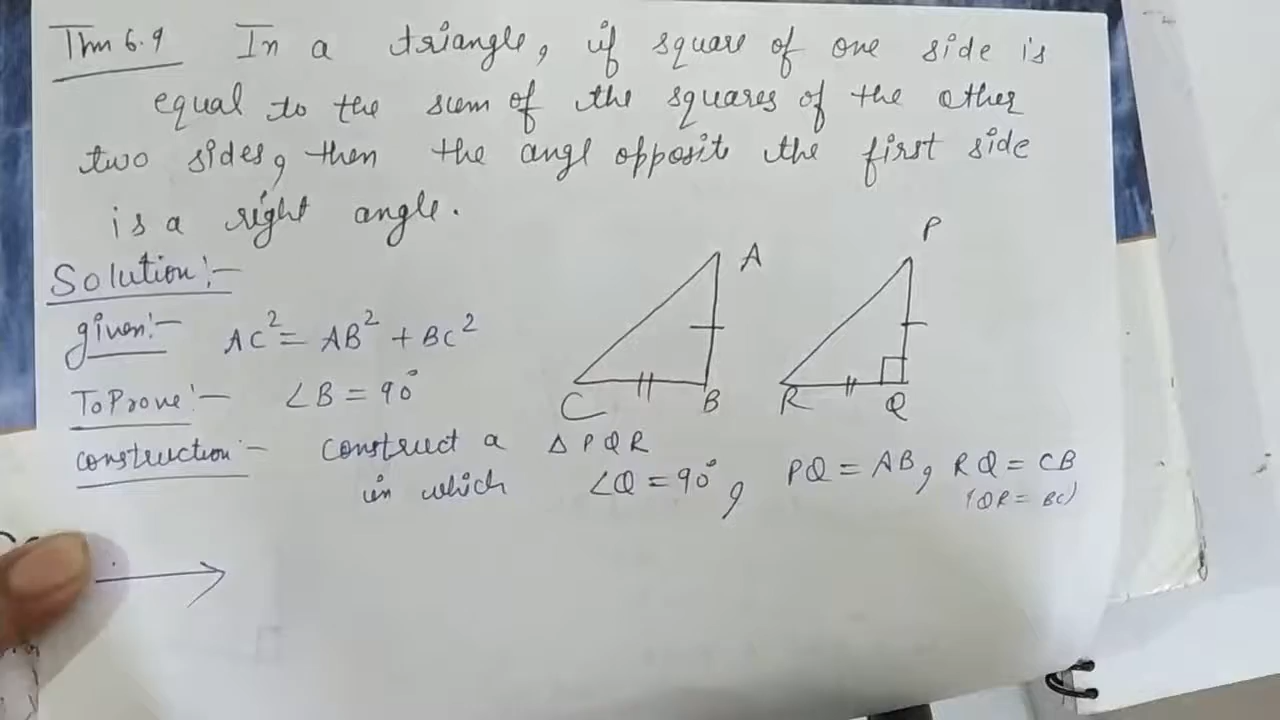 Thm 6.9 In a triangle, if square of one side is
equal to the sum of the squares of the other
two sides, then the angl opposit the first side
is a right angle.
Solution:-
given:- AC² = AB² + BC²
To Prove:- ∠B = 90°
construction:- construct a Δ PQR
in which ∠Q = 90°, PQ = AB, RQ = CB
(QR = BC)
A
C B
P
R Q